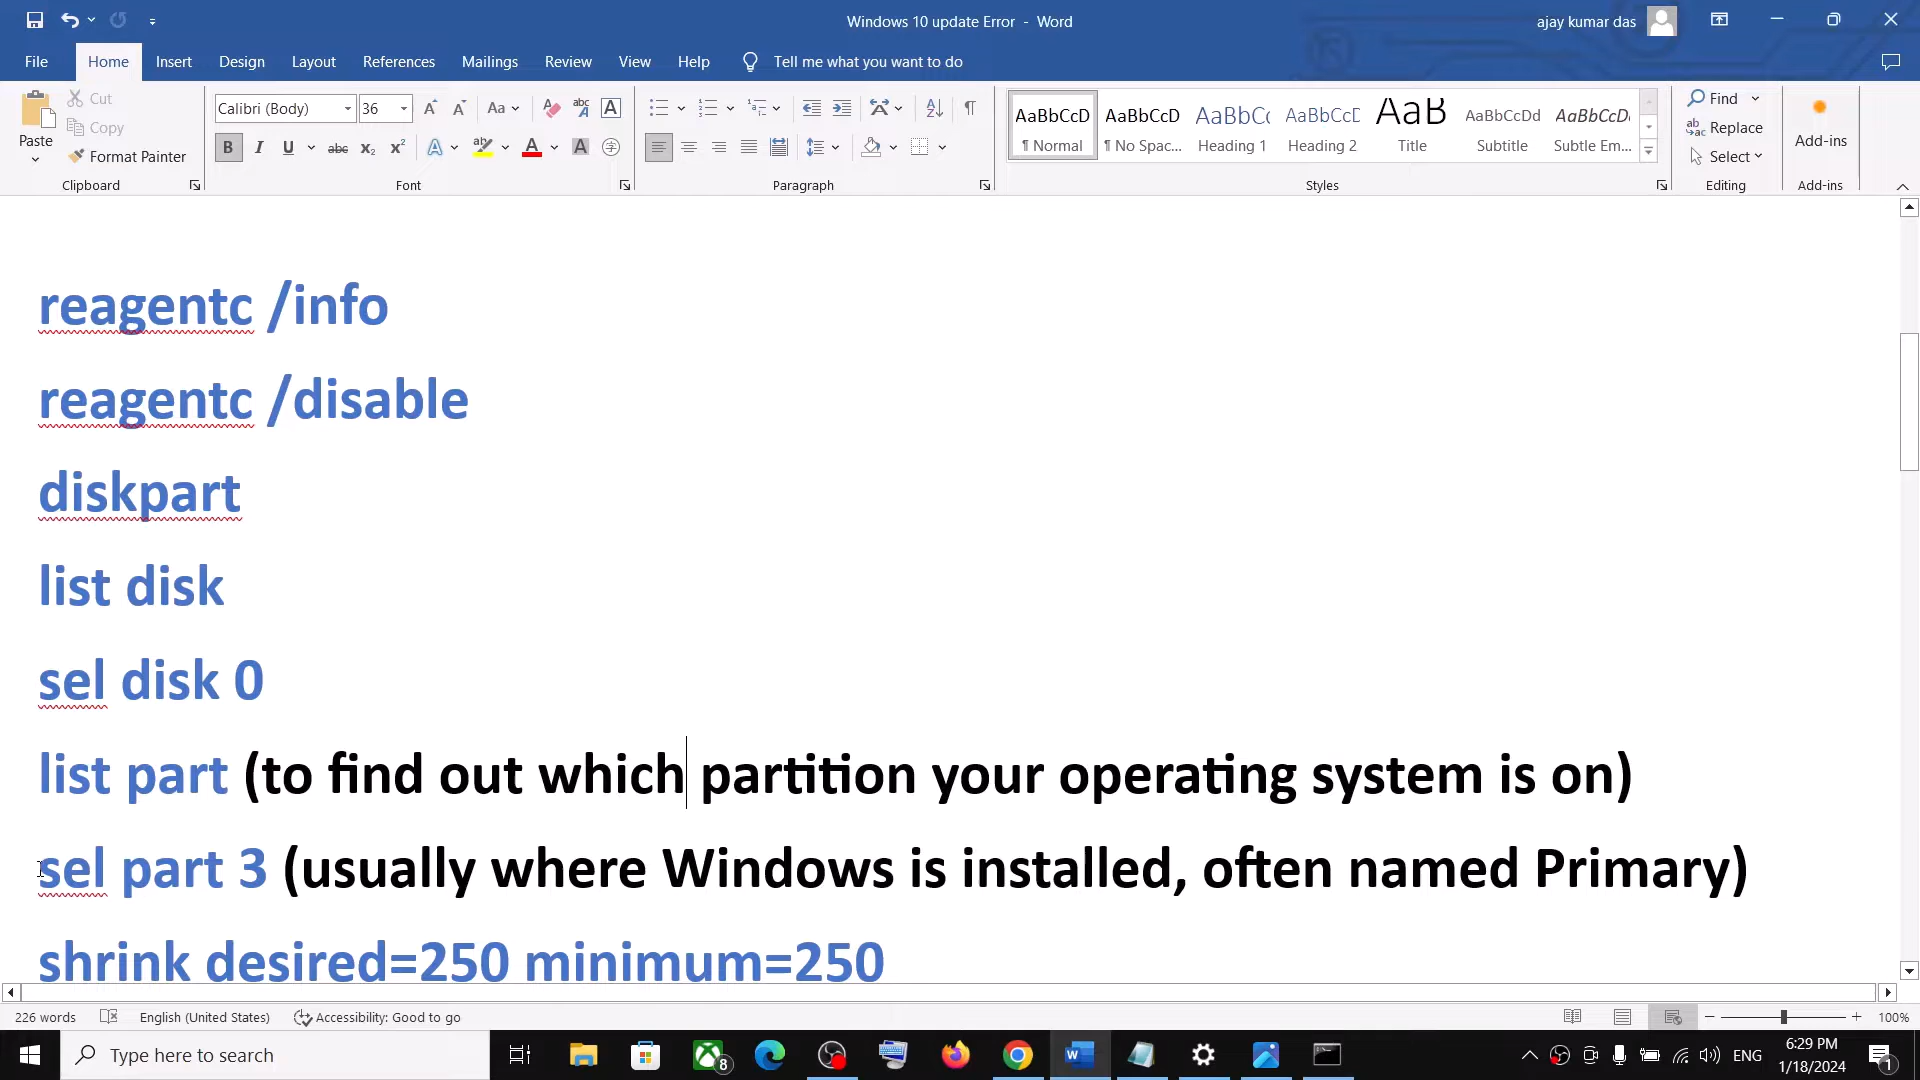 Windows 10 update Error - Word
ajay kumar das
File Home Insert Design Layout References Mailings Review View Help Tell me what you want to do
Paste
Cut
Copy
Format Painter
Clipboard
Calibri (Body) 36
Font
Paragraph
AaBbCcD AaBbCcD AaBbCc AaBbCcD AaB AaBbCcDd AaBbCcDd
¶ Normal ¶ No Spac... Heading 1 Heading 2 Title Subtitle Subtle Em...
Styles
Find
Replace
Select
Editing
Add-ins
Add-ins
reagentc /info
reagentc /disable
diskpart
list disk
sel disk 0
list part (to find out which partition your operating system is on)
sel part 3 (usually where Windows is installed, often named Primary)
shrink desired=250 minimum=250
226 words English (United States) Accessibility: Good to go 100%
Type here to search
8
ENG
6:29 PM
1/18/2024
1